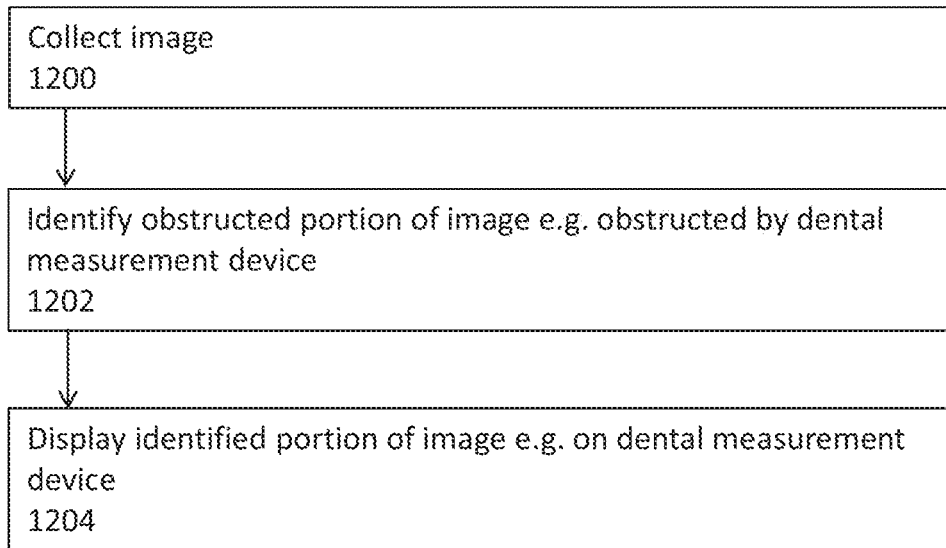 Collect image
1200
Identify obstructed portion of image e.g. obstructed by dental
measurement device
1202
Display identified portion of image e.g. on dental measurement
device
1204